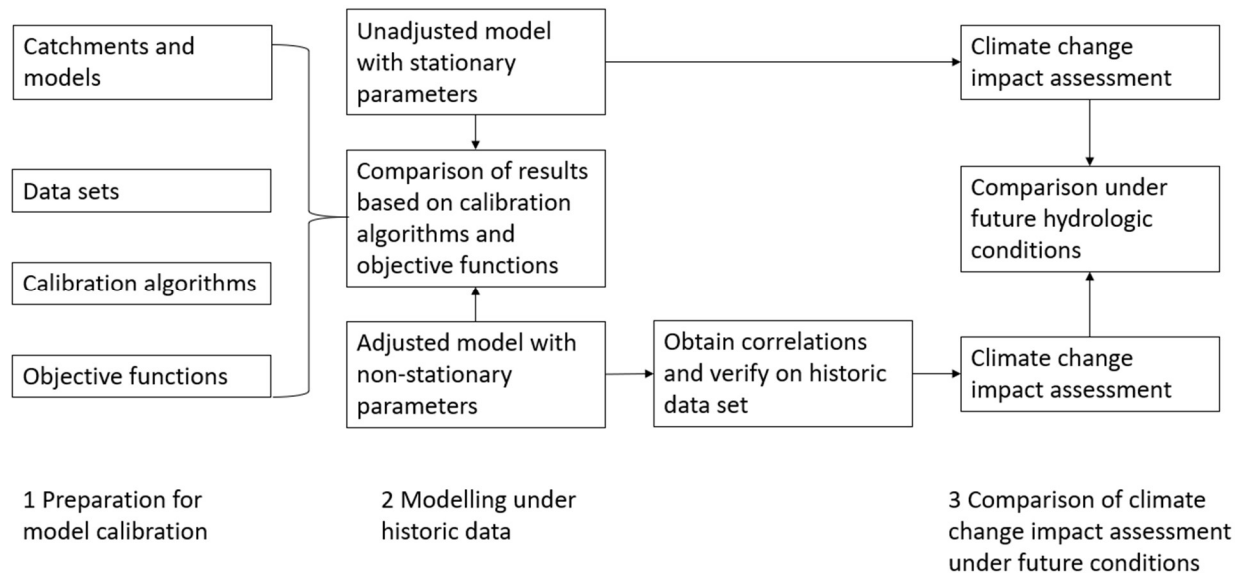 Catchments and
models
Data sets
Calibration algorithms
Objective functions
Unadjusted model
with stationary
parameters
Comparison of results
based on calibration
algorithms and
objective functions
Adjusted model with
non-stationary
parameters
Obtain correlations
and verify on historic
data set
Climate change
impact assessment
Comparison under
future hydrologic
conditions
Climate change
impact assessment
1 Preparation for
model calibration
2 Modelling under
historic data
3 Comparison of climate
change impact assessment
under future conditions